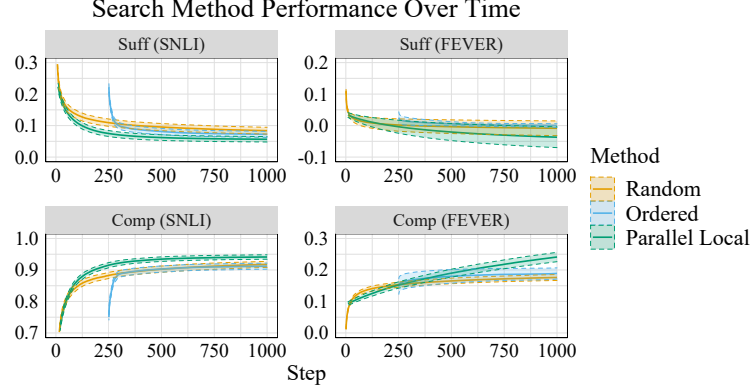 Search Method Performance Over Time
Suff (SNLI)
0.3
0.2
0.1
0.0
0 250 500 750 1000
Suff (FEVER)
0.2
0.1
0.0
-0.1
0 250 500 750 1000
Comp (SNLI)
1.0
0.9
0.8
0.7
0 250 500 750 1000
Comp (FEVER)
0.3
0.2
0.1
0.0
0 250 500 750 1000
Step
Method
Random
Ordered
Parallel Local